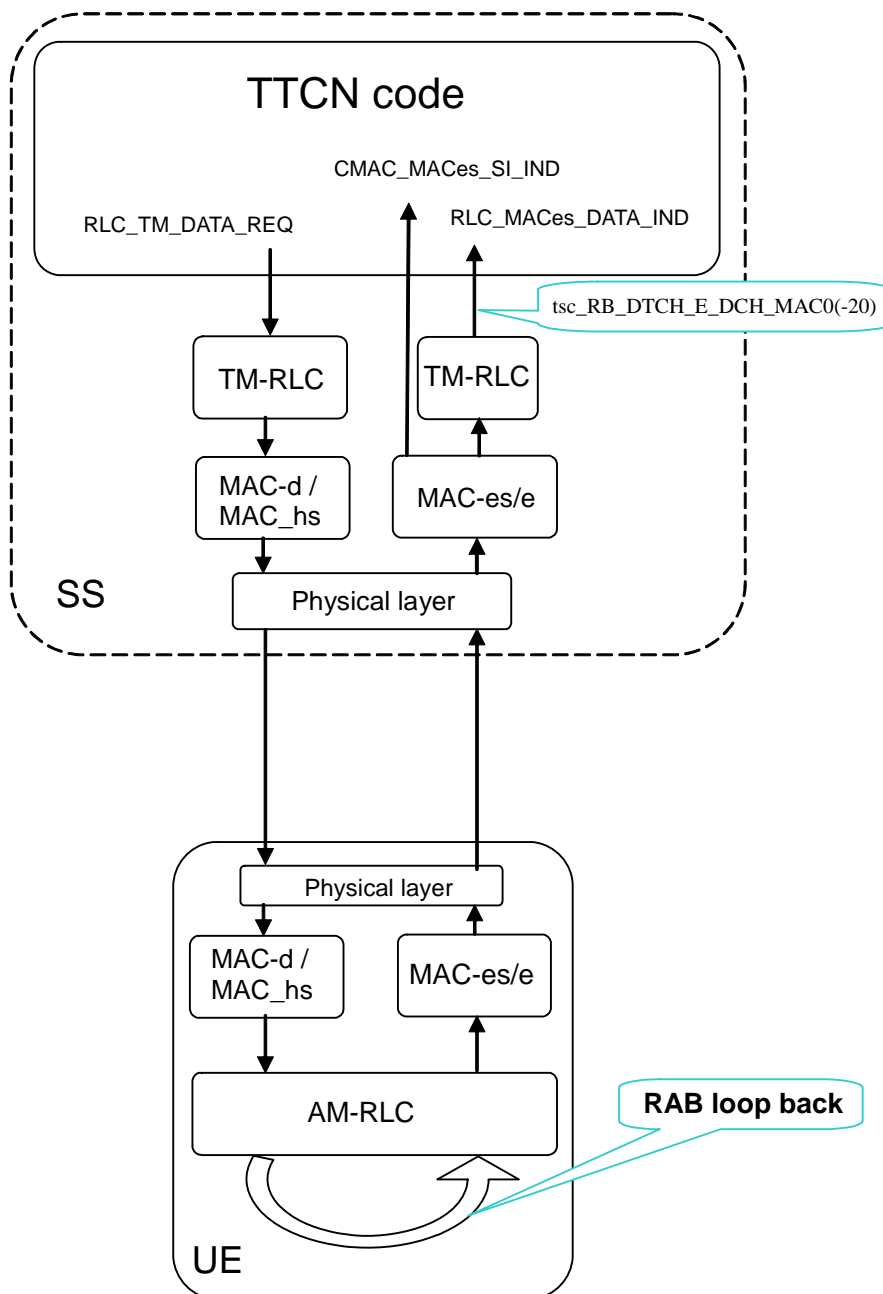 TTCN code
CMAC_MACes_SI_IND
RLC_TM_DATA_REQ
RLC_MACes_DATA_IND
tsc_RB_DTCH_E_DCH_MAC0(-20)
TM-RLC
TM-RLC
MAC-d /
MAC_hs
MAC-es/e
SS
Physical layer
Physical layer
MAC-d /
MAC_hs
MAC-es/e
AM-RLC
RAB loop back
UE